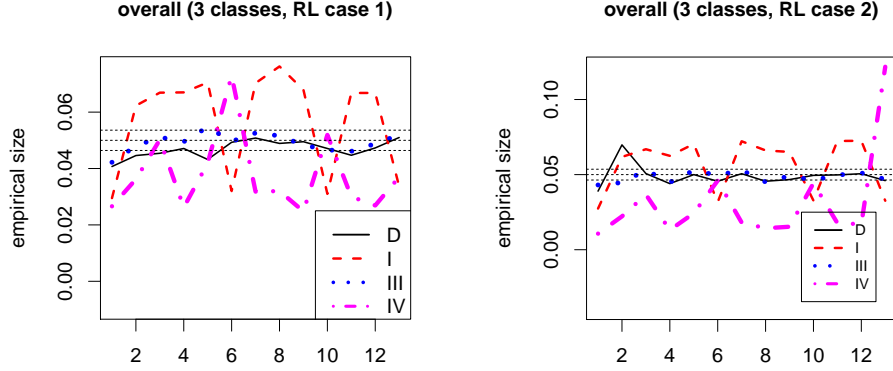 overall (3 classes, RL case 1)
empirical size
0.00 0.02 0.04 0.06
2 4 6 8 10 12
D
I
III
IV
overall (3 classes, RL case 2)
empirical size
0.00 0.05 0.10
2 4 6 8 10 12
D
I
III
IV